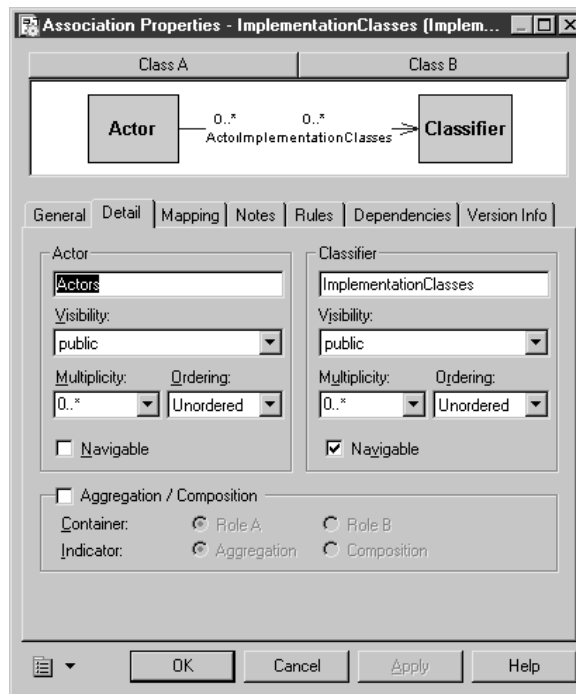 Association Properties - ImplementationClasses (Implem...
Class A Class B
0..* 0..*
Actor Classifier
ActorImplementationClasses
General Detail Mapping Notes Rules Dependencies Version Info
Actor Classifier
Actors ImplementationClasses
Visibility: Visibility:
public public
Multiplicity: Ordering: Multiplicity: Ordering:
0..* Unordered 0..* Unordered
Navigable Navigable
Aggregation / Composition
Container: Role A Role B
Indicator: Aggregation Composition
OK Cancel Apply Help